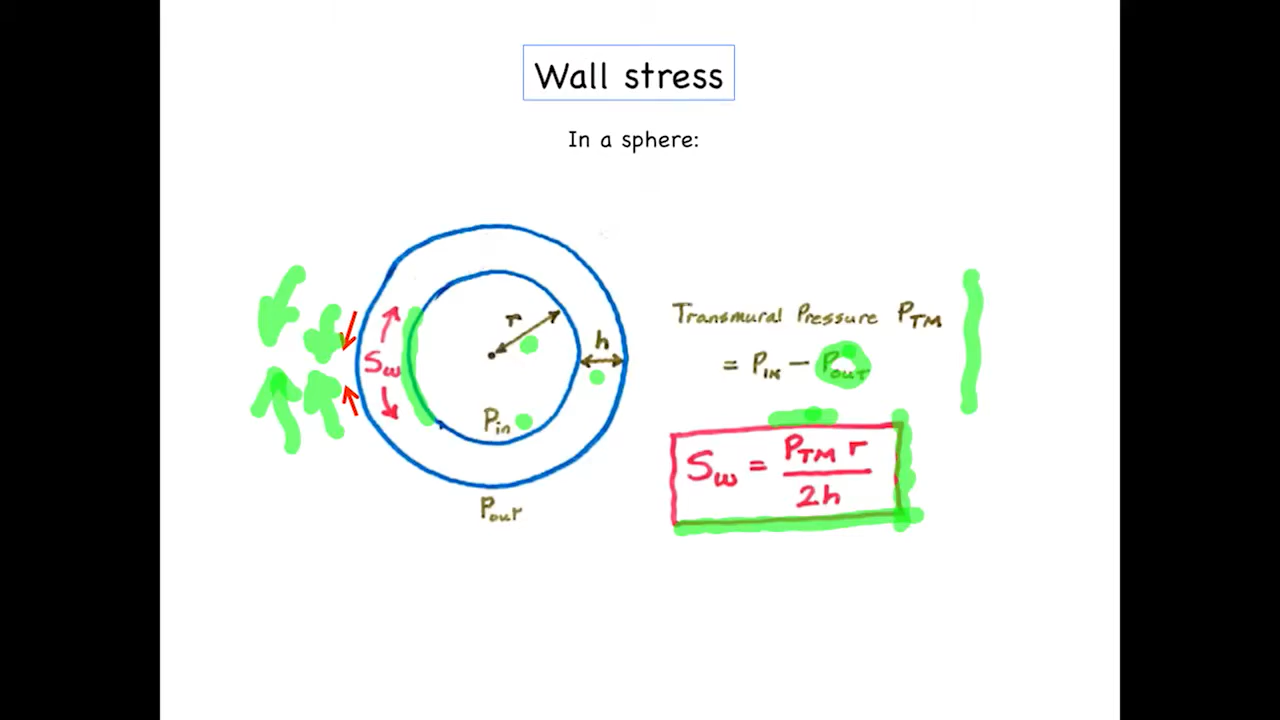 Wall stress
In a sphere:
r
h
Sw
Pin
Pout
Transmural Pressure PTM
= PIN − POUT
Sw = PTM r / 2h